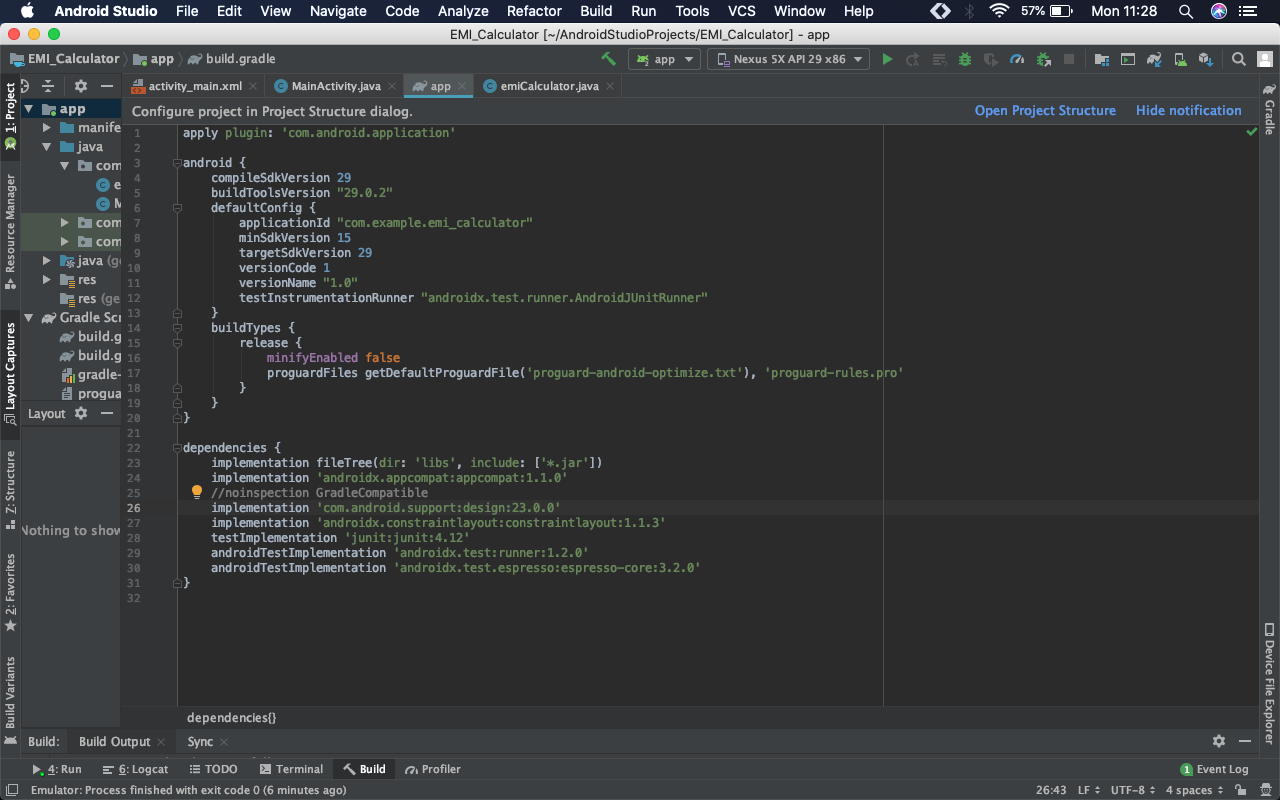 Android Studio File Edit View Navigate Code Analyze Refactor Build Run Tools VCS Window Help 57% Mon 11:28
EMI_Calculator [~/AndroidStudioProjects/EMI_Calculator] - app
EMI_Calculator app build.gradle app Nexus 5X API 29 x86
activity_main.xml MainActivity.java app emiCalculator.java
Configure project in Project Structure dialog. Open Project Structure Hide notification
1: Project
Resource Manager
Layout Captures
Z: Structure
2: Favorites
Build Variants
app
manife
java
com
e
M
com
com
java (ge
res
res (ge
Gradle Scr
build.g
build.g
gradle-
progua
Layout
Nothing to show
1 apply plugin: 'com.android.application'
2
3 android {
4 compileSdkVersion 29
5 buildToolsVersion "29.0.2"
6 defaultConfig {
7 applicationId "com.example.emi_calculator"
8 minSdkVersion 15
9 targetSdkVersion 29
10 versionCode 1
11 versionName "1.0"
12 testInstrumentationRunner "androidx.test.runner.AndroidJUnitRunner"
13 }
14 buildTypes {
15 release {
16 minifyEnabled false
17 proguardFiles getDefaultProguardFile('proguard-android-optimize.txt'), 'proguard-rules.pro'
18 }
19 }
20 }
21
22 dependencies {
23 implementation fileTree(dir: 'libs', include: ['*.jar'])
24 implementation 'androidx.appcompat:appcompat:1.1.0'
25 //noinspection GradleCompatible
26 implementation 'com.android.support:design:23.0.0'
27 implementation 'androidx.constraintlayout:constraintlayout:1.1.3'
28 testImplementation 'junit:junit:4.12'
29 androidTestImplementation 'androidx.test:runner:1.2.0'
30 androidTestImplementation 'androidx.test.espresso:espresso-core:3.2.0'
31 }
32
dependencies{}
Gradle
Device File Explorer
Build: Build Output Sync
4: Run 6: Logcat TODO Terminal Build Profiler 1 Event Log
Emulator: Process finished with exit code 0 (6 minutes ago) 26:43 LF UTF-8 4 spaces